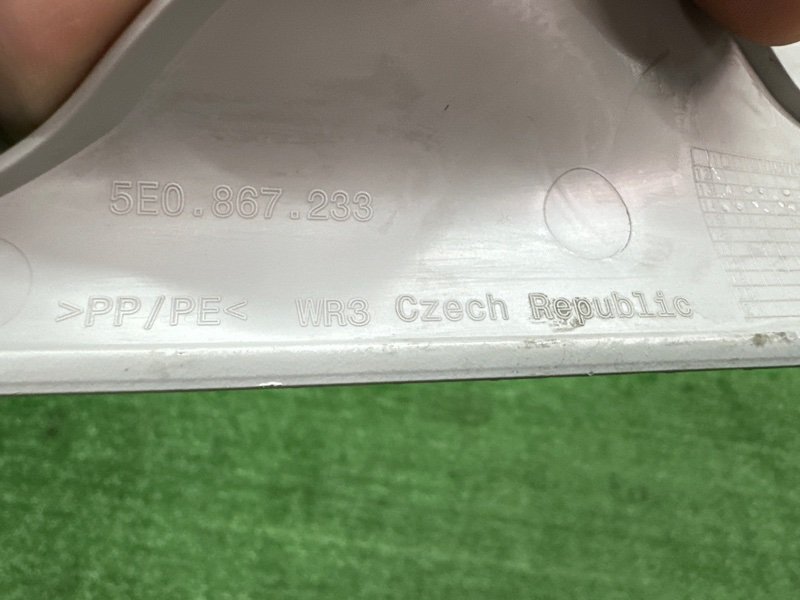 5E0.867.233
>PP/PE< WR3 Czech Republic